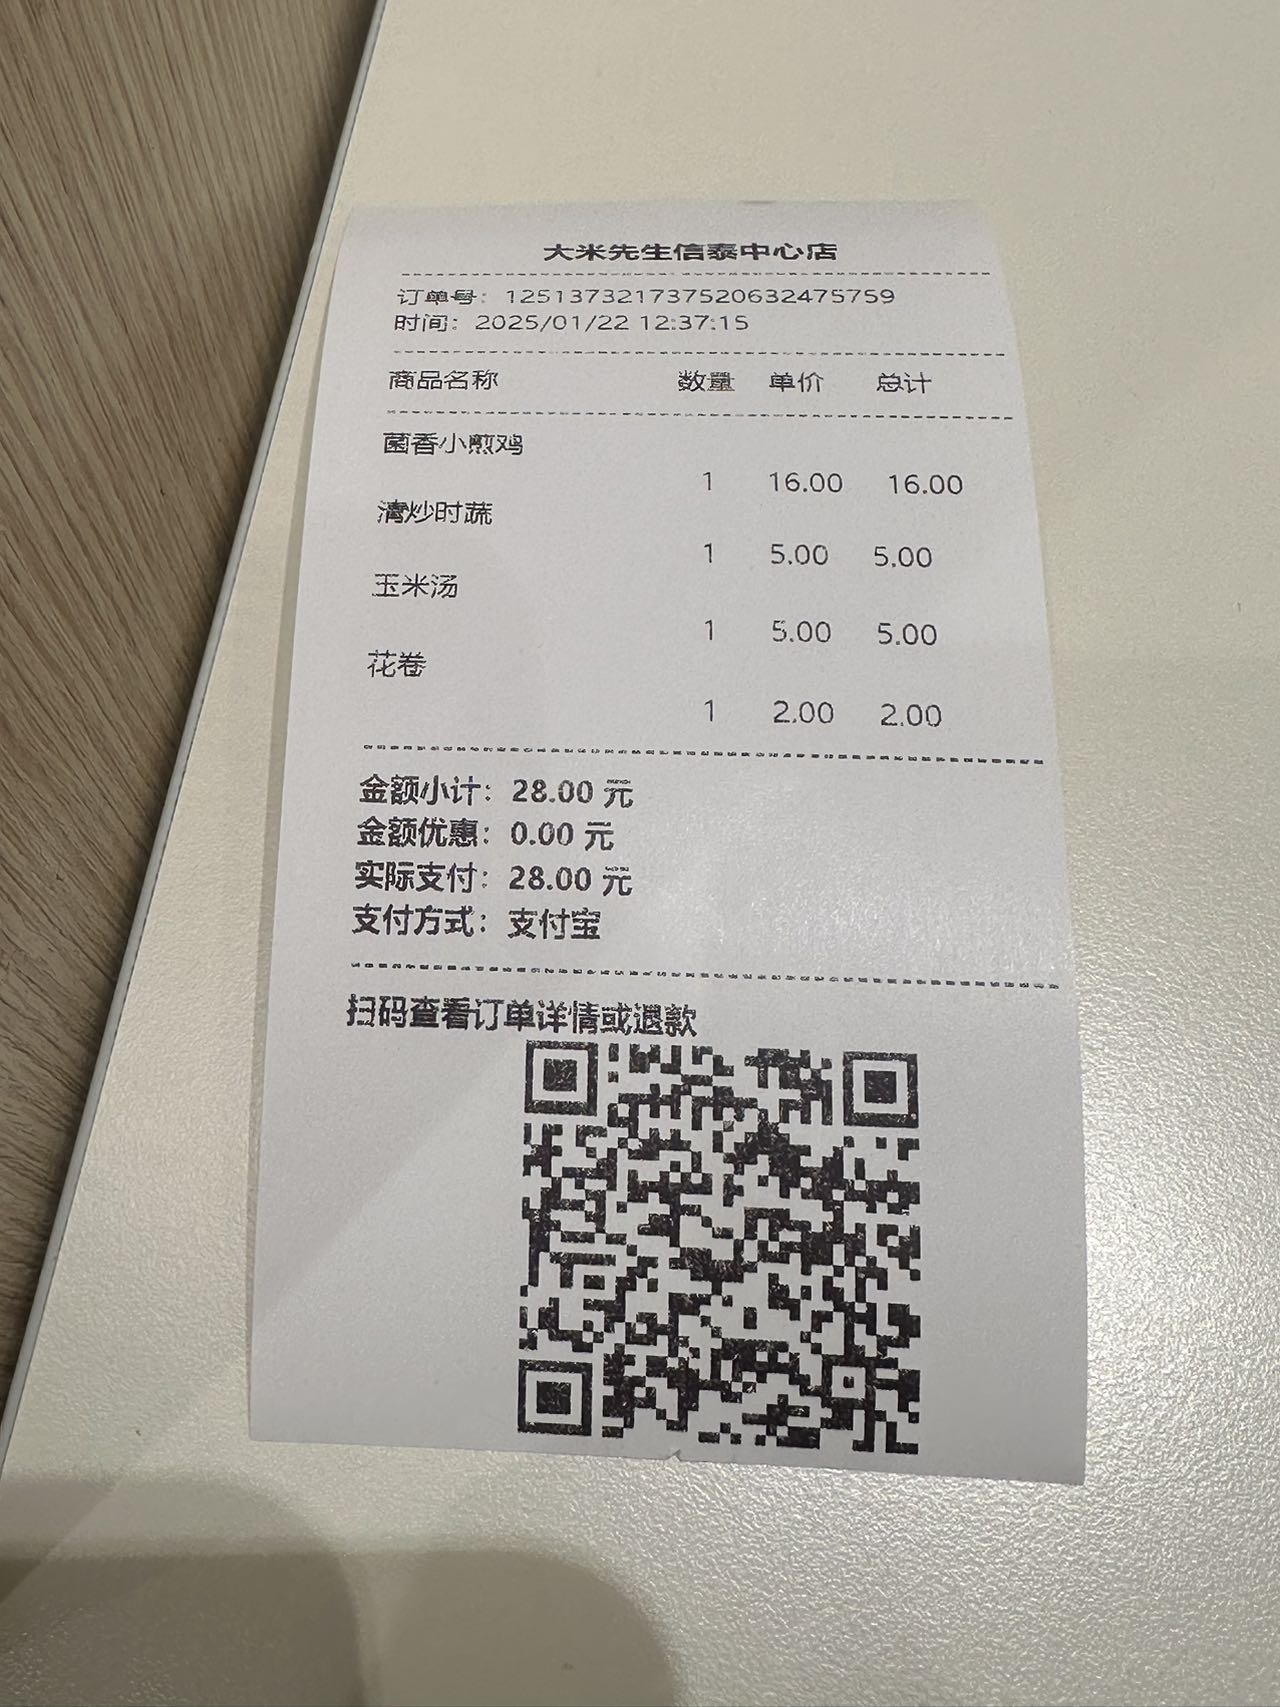 大米先生信泰中心店
订单号：12513732173752063247​5759
时间：2025/01/22 12:37:15
商品名称 数量 单价 总计
菌香小煎鸡
1 16.00 16.00
清炒时蔬
1 5.00 5.00
玉米汤
1 5.00 5.00
花卷
1 2.00 2.00
金额小计：28.00 元
金额优惠：0.00 元
实际支付：28.00 元
支付方式：支付宝
扫码查看订单详情或退款